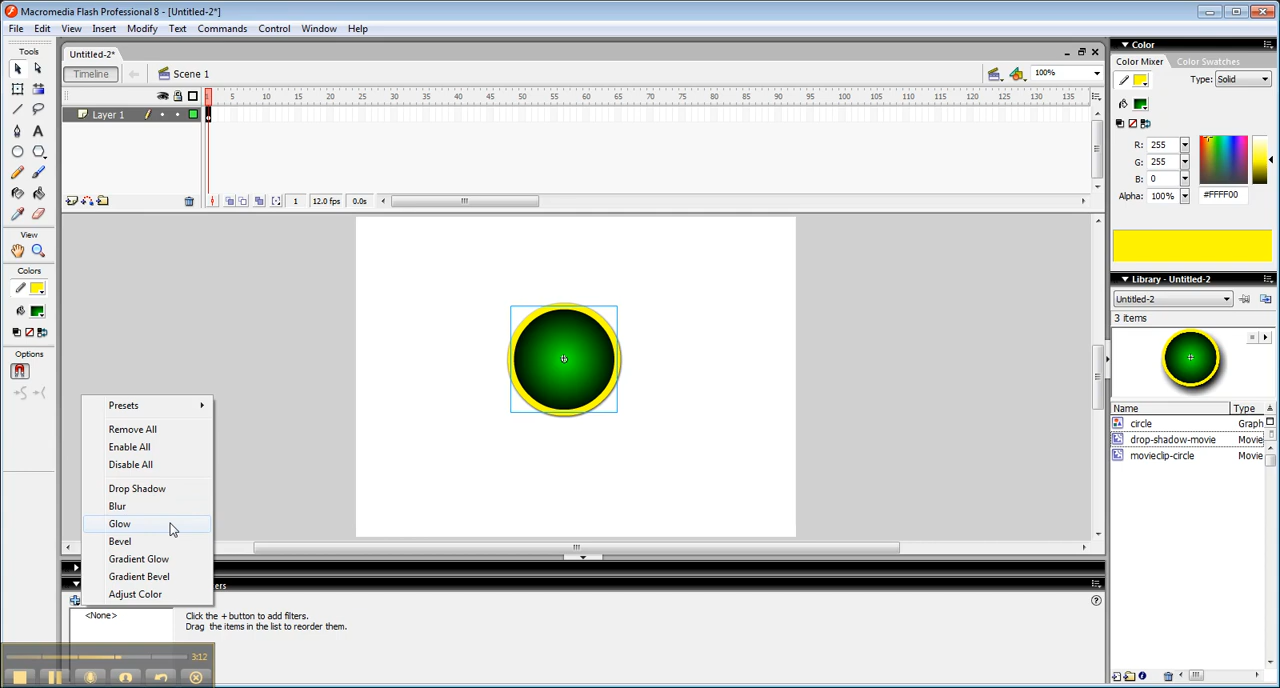 Macromedia Flash Professional 8 - [Untitled-2*]
File Edit View Insert Modify Text Commands Control Window Help
Tools
View
Colors
Options
Untitled-2*
Timeline
Scene 1
100%
1 5 10 15 20 25 30 35 40 45 50 55 60 65 70 75 80 85 90 95 100 105 110 115 120 125 130 135
Layer 1
1 12.0 fps 0.0s
Presets
Remove All
Enable All
Disable All
Drop Shadow
Blur
Glow
Bevel
Gradient Glow
Gradient Bevel
Adjust Color
<None>
Click the + button to add filters.
Drag the items in the list to reorder them.
3:12
Color
Color Mixer Color Swatches
Type: Solid
R: 255
G: 255
B: 0
Alpha: 100% #FFFF00
Library - Untitled-2
Untitled-2
3 items
Name Type
circle Graph
drop-shadow-movie Movie
movieclip-circle Movie